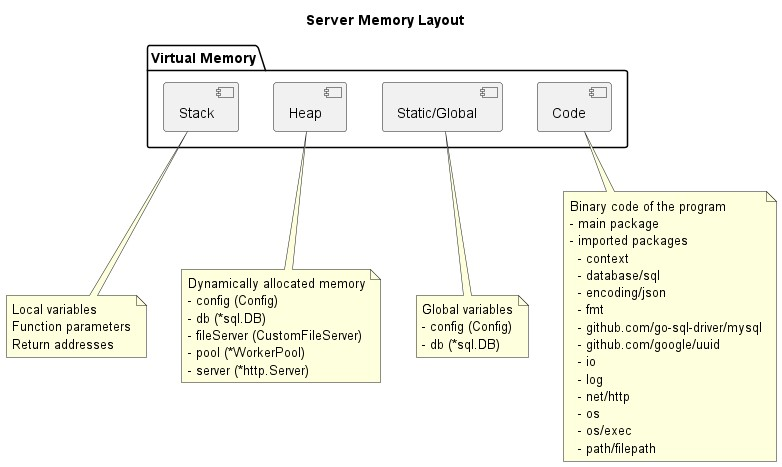 Server Memory Layout
Virtual Memory
Stack
Heap
Static/Global
Code
Local variables
Function parameters
Return addresses
Dynamically allocated memory
- config (Config)
- db (*sql.DB)
- fileServer (CustomFileServer)
- pool (*WorkerPool)
- server (*http.Server)
Global variables
- config (Config)
- db (*sql.DB)
Binary code of the program
- main package
- imported packages
- context
- database/sql
- encoding/json
- fmt
- github.com/go-sql-driver/mysql
- github.com/google/uuid
- io
- log
- net/http
- os
- os/exec
- path/filepath